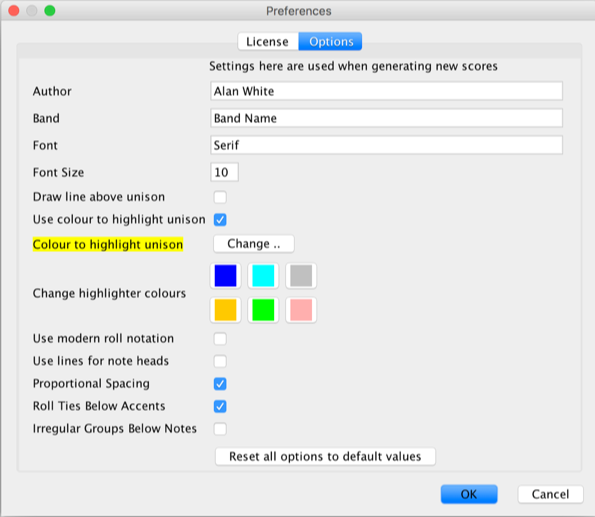 Preferences
License Options
Settings here are used when generating new scores
Author Alan White
Band Band Name
Font Serif
Font Size 10
Draw line above unison
Use colour to highlight unison
Colour to highlight unison Change ..
Change highlighter colours
Use modern roll notation
Use lines for note heads
Proportional Spacing
Roll Ties Below Accents
Irregular Groups Below Notes
Reset all options to default values
OK Cancel